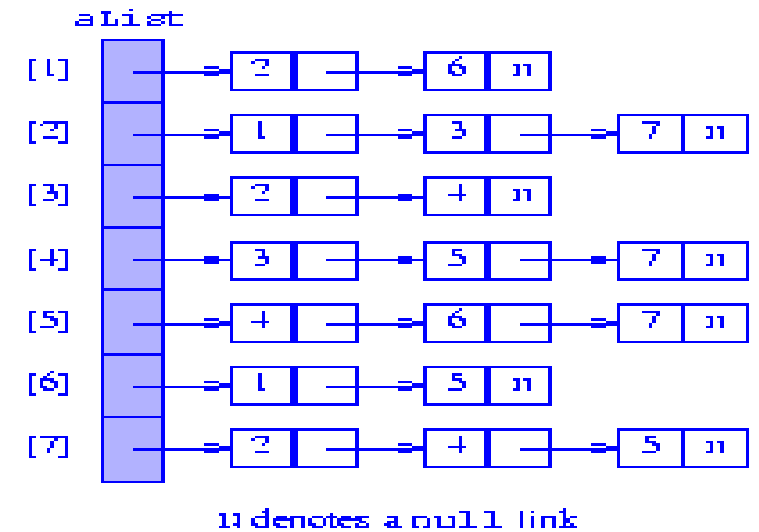 aList
[1] 2 6 n
[2] 1 3 7 n
[3] 2 4 n
[4] 3 5 7 n
[5] 4 6 7 n
[6] 1 5 n
[7] 2 4 5 n
n denotes a null link